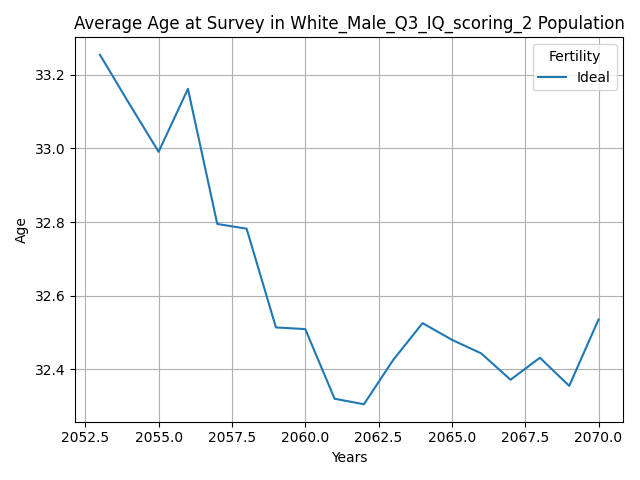 Average Age at Survey in White_Male_Q3_IQ_scoring_2 Population
Fertility
Ideal
33.2
33.0
32.8
32.6
32.4
Age
2052.5 2055.0 2057.5 2060.0 2062.5 2065.0 2067.5 2070.0
Years